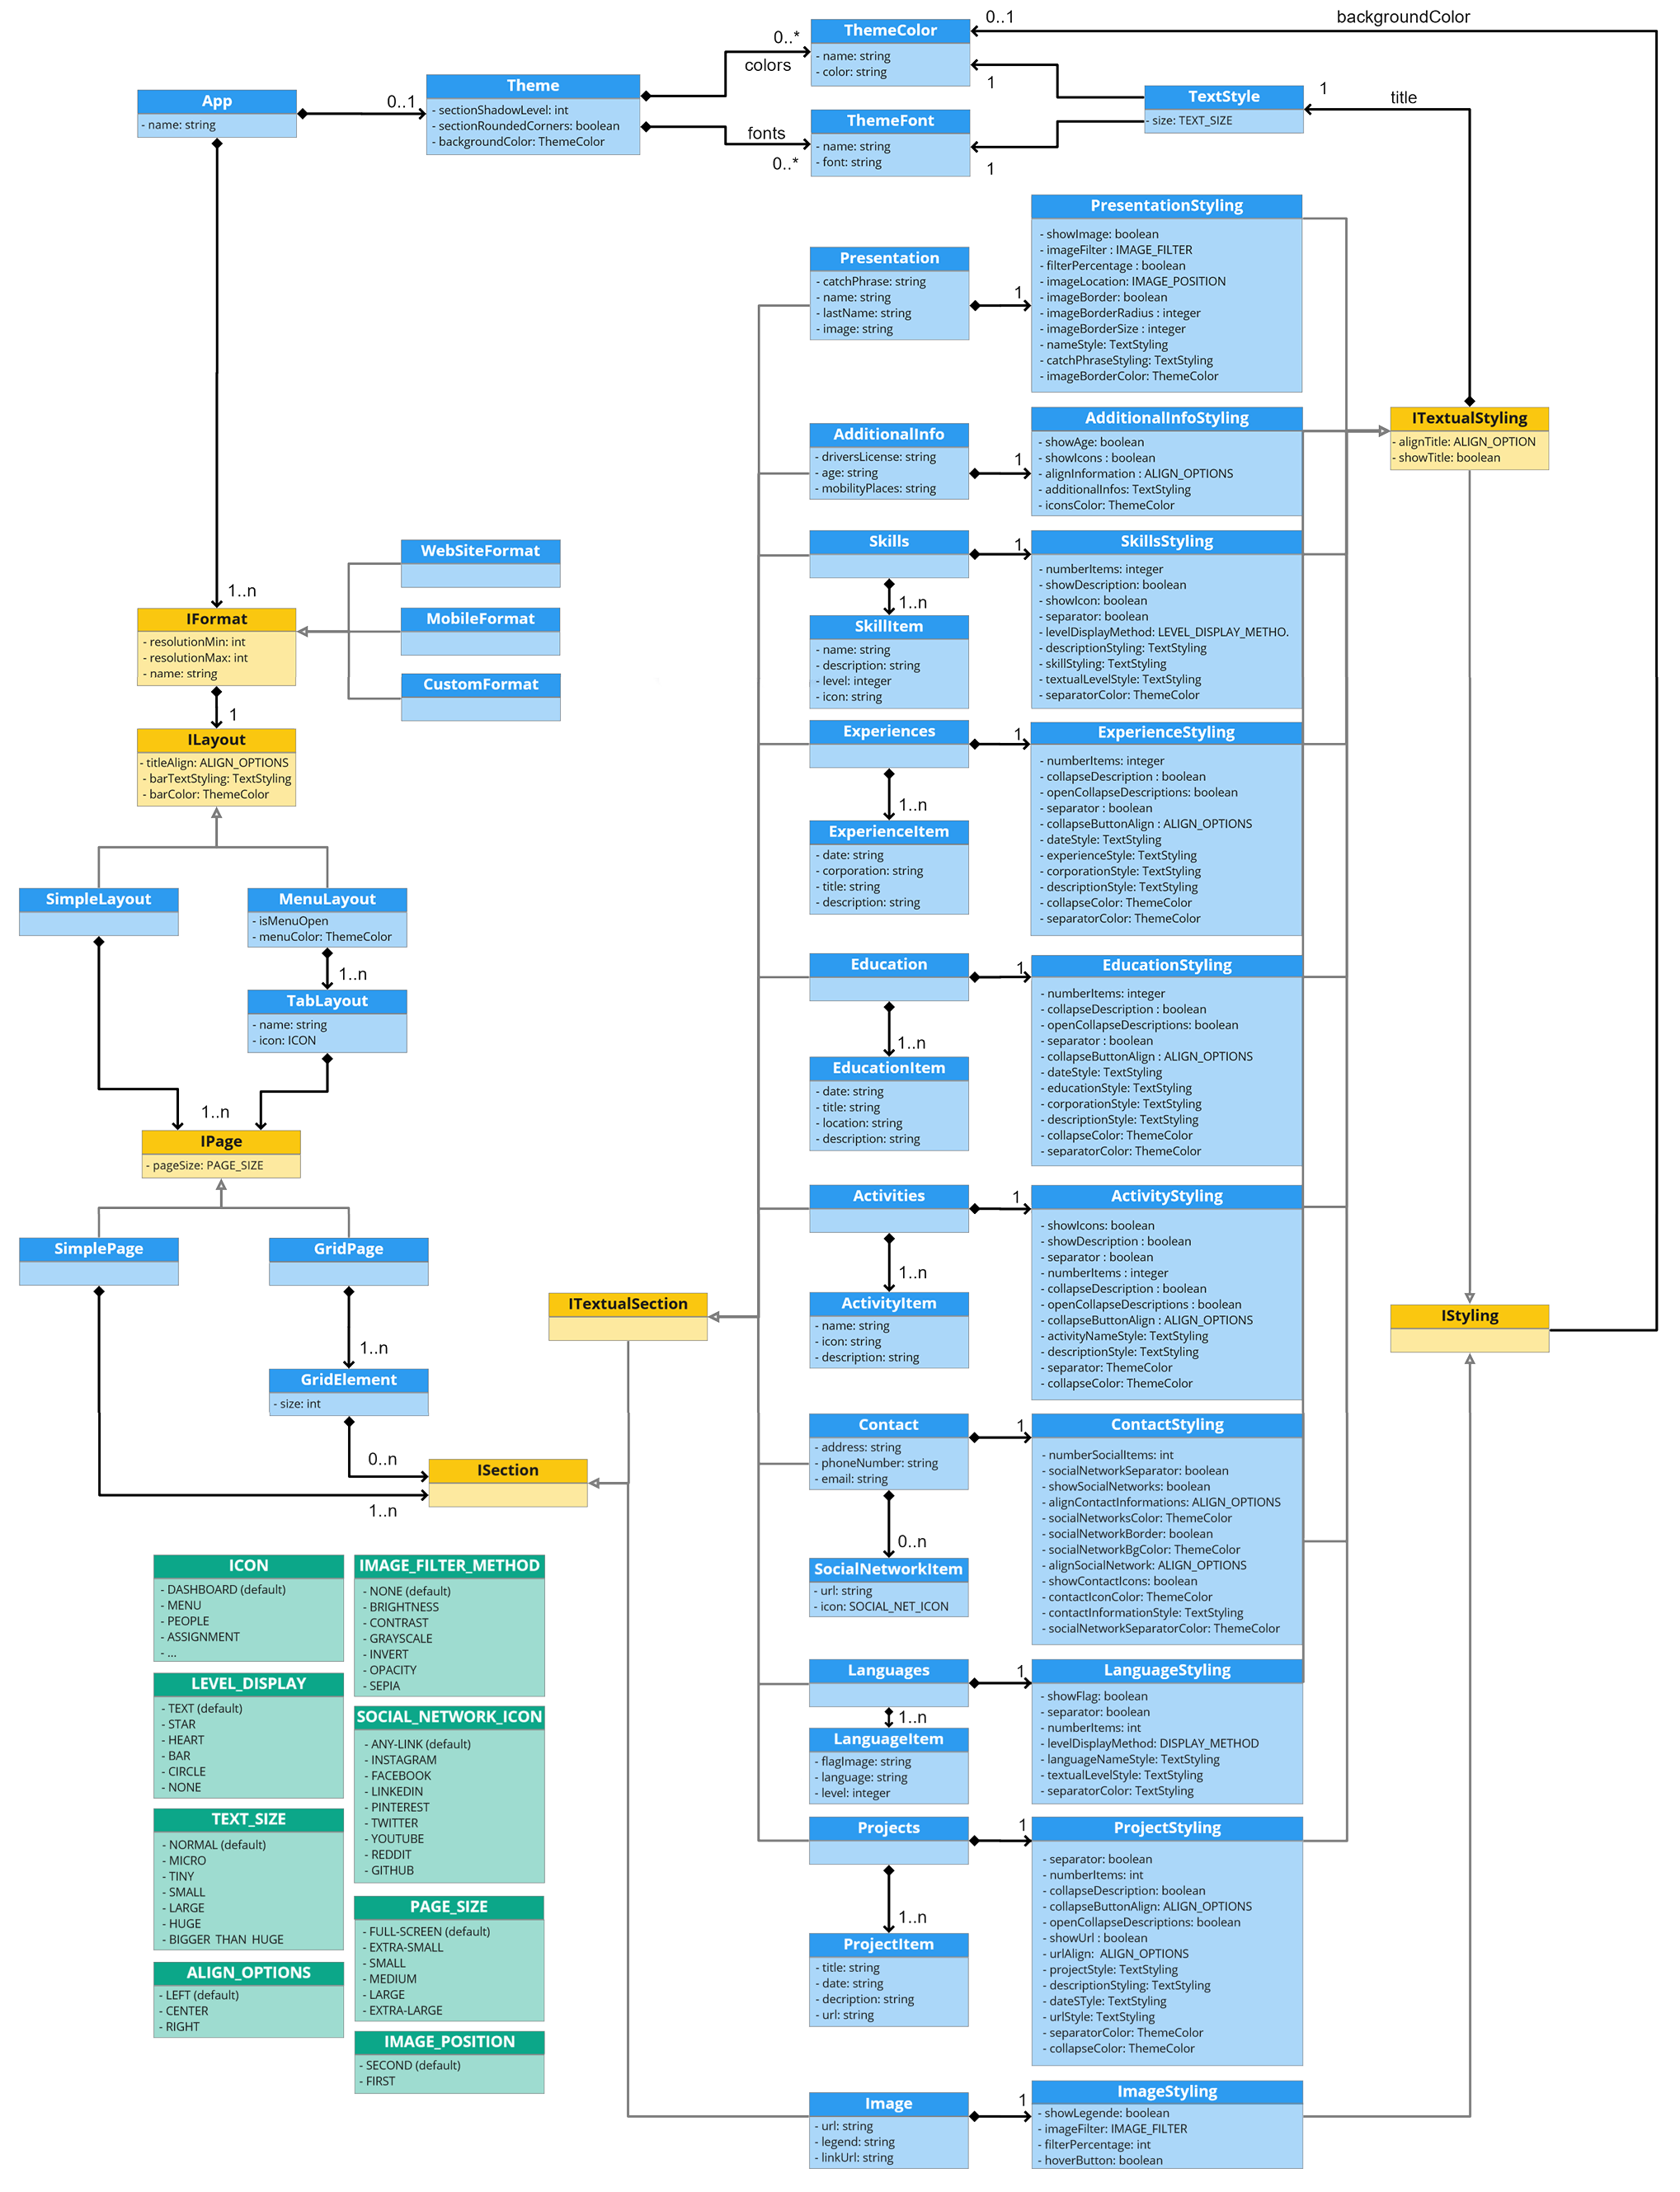 App
- name: string
0..1
Theme
- sectionShadowLevel: int
- sectionRoundedCorners: boolean
- backgroundColor: ThemeColor
0..*
colors
fonts
0..*
ThemeColor
- name: string
- color: string
0..1
backgroundColor
1
ThemeFont
- name: string
- font: string
1
TextStyle
- size: TEXT_SIZE
1
title
ITextualStyling
- alignTitle: ALIGN_OPTION
- showTitle: boolean
IStyling
1..n
IFormat
- resolutionMin: int
- resolutionMax: int
- name: string
WebSiteFormat
MobileFormat
CustomFormat
1
ILayout
- titleAlign: ALIGN_OPTIONS
- barTextStyling: TextStyling
- barColor: ThemeColor
SimpleLayout
MenuLayout
- isMenuOpen
- menuColor: ThemeColor
1..n
TabLayout
- name: string
- icon: ICON
1..n
IPage
- pageSize: PAGE_SIZE
SimplePage
GridPage
1..n
GridElement
- size: int
0..n
1..n
ISection
ITextualSection
Presentation
- catchPhrase: string
- name: string
- lastName: string
- image: string
1
PresentationStyling
- showImage: boolean
- imageFilter : IMAGE_FILTER
- filterPercentage : boolean
- imageLocation: IMAGE_POSITION
- imageBorder: boolean
- imageBorderRadius : integer
- imageBorderSize : integer
- nameStyle: TextStyling
- catchPhraseStyling: TextStyling
- imageBorderColor: ThemeColor
AdditionalInfo
- driversLicense: string
- age: string
- mobilityPlaces: string
1
AdditionalInfoStyling
- showAge: boolean
- showIcons : boolean
- alignInformation : ALIGN_OPTIONS
- additionalInfos: TextStyling
- iconsColor: ThemeColor
Skills
1
1..n
SkillItem
- name: string
- description: string
- level: integer
- icon: string
SkillsStyling
- numberItems: integer
- showDescription: boolean
- showIcon: boolean
- separator: boolean
- levelDisplayMethod: LEVEL_DISPLAY_METHO.
- descriptionStyling: TextStyling
- skillStyling: TextStyling
- textualLevelStyle: TextStyling
- separatorColor: ThemeColor
Experiences
1
1..n
ExperienceItem
- date: string
- corporation: string
- title: string
- description: string
ExperienceStyling
- numberItems: integer
- collapseDescription : boolean
- openCollapseDescriptions: boolean
- separator : boolean
- collapseButtonAlign : ALIGN_OPTIONS
- dateStyle: TextStyling
- experienceStyle: TextStyling
- corporationStyle: TextStyling
- descriptionStyle: TextStyling
- collapseColor: ThemeColor
- separatorColor: ThemeColor
Education
1
1..n
EducationItem
- date: string
- title: string
- location: string
- description: string
EducationStyling
- numberItems: integer
- collapseDescription : boolean
- openCollapseDescriptions: boolean
- separator : boolean
- collapseButtonAlign : ALIGN_OPTIONS
- dateStyle: TextStyling
- educationStyle: TextStyling
- corporationStyle: TextStyling
- descriptionStyle: TextStyling
- collapseColor: ThemeColor
- separatorColor: ThemeColor
Activities
1
1..n
ActivityItem
- name: string
- icon: string
- description: string
ActivityStyling
- showIcons: boolean
- showDescription : boolean
- separator : boolean
- numberItems : integer
- collapseDescription : boolean
- openCollapseDescriptions : boolean
- collapseButtonAlign : ALIGN_OPTIONS
- activityNameStyle: TextStyling
- descriptionStyle: TextStyling
- separator: ThemeColor
- collapseColor: ThemeColor
Contact
- address: string
- phoneNumber: string
- email: string
1
0..n
SocialNetworkItem
- url: string
- icon: SOCIAL_NET_ICON
ContactStyling
- numberSocialItems: int
- socialNetworkSeparator: boolean
- showSocialNetworks: boolean
- alignContactInformations: ALIGN_OPTIONS
- socialNetworksColor: ThemeColor
- socialNetworkBorder: boolean
- socialNetworkBgColor: ThemeColor
- alignSocialNetwork: ALIGN_OPTIONS
- showContactIcons: boolean
- contactIconColor: ThemeColor
- contactInformationStyle: TextStyling
- socialNetworkSeparatorColor: ThemeColor
Languages
1
1..n
LanguageItem
- flagImage: string
- language: string
- level: integer
LanguageStyling
- showFlag: boolean
- separator: boolean
- numberItems: int
- levelDisplayMethod: DISPLAY_METHOD
- languageNameStyle: TextStyling
- textualLevelStyle: TextStyling
- separatorColor: TextStyling
Projects
1
1..n
ProjectItem
- title: string
- date: string
- decription: string
- url: string
ProjectStyling
- separator: boolean
- numberItems: int
- collapseDescription: boolean
- collapseButtonAlign: ALIGN_OPTIONS
- openCollapseDescriptions: boolean
- showUrl : boolean
- urlAlign: ALIGN_OPTIONS
- projectStyle: TextStyling
- descriptionStyling: TextStyling
- dateSTyle: TextStyling
- urlStyle: TextStyling
- separatorColor: ThemeColor
- collapseColor: ThemeColor
Image
- url: string
- legend: string
- linkUrl: string
1
ImageStyling
- showLegende: boolean
- imageFilter: IMAGE_FILTER
- filterPercentage: int
- hoverButton: boolean
ICON
- DASHBOARD (default)
- MENU
- PEOPLE
- ASSIGNMENT
- ...
LEVEL_DISPLAY
- TEXT (default)
- STAR
- HEART
- BAR
- CIRCLE
- NONE
TEXT_SIZE
- NORMAL (default)
- MICRO
- TINY
- SMALL
- LARGE
- HUGE
- BIGGER THAN HUGE
ALIGN_OPTIONS
- LEFT (default)
- CENTER
- RIGHT
IMAGE_FILTER_METHOD
- NONE (default)
- BRIGHTNESS
- CONTRAST
- GRAYSCALE
- INVERT
- OPACITY
- SEPIA
SOCIAL_NETWORK_ICON
- ANY-LINK (default)
- INSTAGRAM
- FACEBOOK
- LINKEDIN
- PINTEREST
- TWITTER
- YOUTUBE
- REDDIT
- GITHUB
PAGE_SIZE
- FULL-SCREEN (default)
- EXTRA-SMALL
- SMALL
- MEDIUM
- LARGE
- EXTRA-LARGE
IMAGE_POSITION
- SECOND (default)
- FIRST